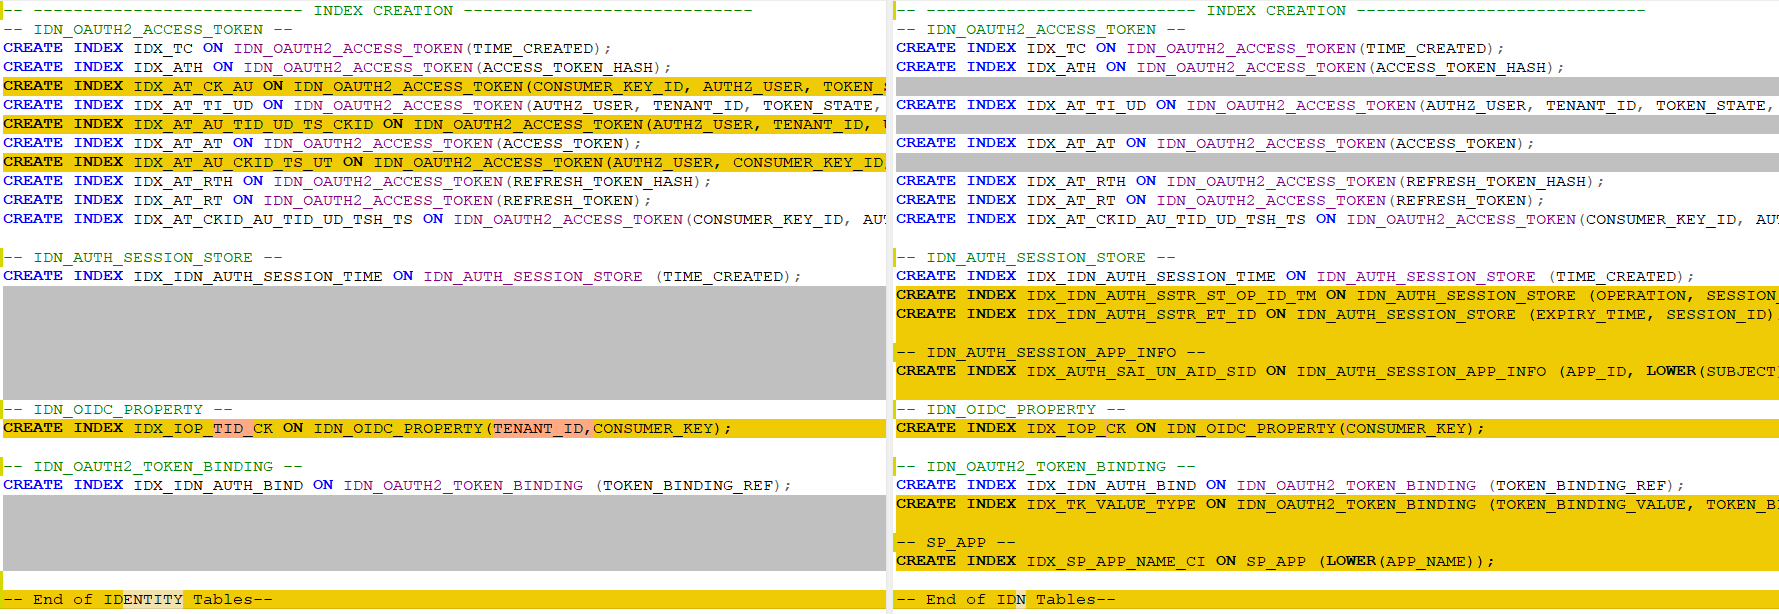 -- --------------------------- INDEX CREATION -----------------------------
-- IDN_OAUTH2_ACCESS_TOKEN --
CREATE INDEX IDX_TC ON IDN_OAUTH2_ACCESS_TOKEN(TIME_CREATED);
CREATE INDEX IDX_ATH ON IDN_OAUTH2_ACCESS_TOKEN(ACCESS_TOKEN_HASH);
CREATE INDEX IDX_AT_CK_AU ON IDN_OAUTH2_ACCESS_TOKEN(CONSUMER_KEY_ID, AUTHZ_USER, TOKEN_
CREATE INDEX IDX_AT_TI_UD ON IDN_OAUTH2_ACCESS_TOKEN(AUTHZ_USER, TENANT_ID, TOKEN_STATE,
CREATE INDEX IDX_AT_AU_TID_UD_TS_CKID ON IDN_OAUTH2_ACCESS_TOKEN(AUTHZ_USER, TENANT_ID,
CREATE INDEX IDX_AT_AT ON IDN_OAUTH2_ACCESS_TOKEN(ACCESS_TOKEN);
CREATE INDEX IDX_AT_AU_CKID_TS_UT ON IDN_OAUTH2_ACCESS_TOKEN(AUTHZ_USER, CONSUMER_KEY_ID
CREATE INDEX IDX_AT_RTH ON IDN_OAUTH2_ACCESS_TOKEN(REFRESH_TOKEN_HASH);
CREATE INDEX IDX_AT_RT ON IDN_OAUTH2_ACCESS_TOKEN(REFRESH_TOKEN);
CREATE INDEX IDX_AT_CKID_AU_TID_UD_TSH_TS ON IDN_OAUTH2_ACCESS_TOKEN(CONSUMER_KEY_ID, AU
-- IDN_AUTH_SESSION_STORE --
CREATE INDEX IDX_IDN_AUTH_SESSION_TIME ON IDN_AUTH_SESSION_STORE (TIME_CREATED);
-- IDN_OIDC_PROPERTY --
CREATE INDEX IDX_IOP_TID_CK ON IDN_OIDC_PROPERTY(TENANT_ID,CONSUMER_KEY);
-- IDN_OAUTH2_TOKEN_BINDING --
CREATE INDEX IDX_IDN_AUTH_BIND ON IDN_OAUTH2_TOKEN_BINDING (TOKEN_BINDING_REF);
-- End of IDENTITY Tables--
-- --------------------------- INDEX CREATION -----------------------------
-- IDN_OAUTH2_ACCESS_TOKEN --
CREATE INDEX IDX_TC ON IDN_OAUTH2_ACCESS_TOKEN(TIME_CREATED);
CREATE INDEX IDX_ATH ON IDN_OAUTH2_ACCESS_TOKEN(ACCESS_TOKEN_HASH);
CREATE INDEX IDX_AT_TI_UD ON IDN_OAUTH2_ACCESS_TOKEN(AUTHZ_USER, TENANT_ID, TOKEN_STATE,
CREATE INDEX IDX_AT_AT ON IDN_OAUTH2_ACCESS_TOKEN(ACCESS_TOKEN);
CREATE INDEX IDX_AT_RTH ON IDN_OAUTH2_ACCESS_TOKEN(REFRESH_TOKEN_HASH);
CREATE INDEX IDX_AT_RT ON IDN_OAUTH2_ACCESS_TOKEN(REFRESH_TOKEN);
CREATE INDEX IDX_AT_CKID_AU_TID_UD_TSH_TS ON IDN_OAUTH2_ACCESS_TOKEN(CONSUMER_KEY_ID, AU
-- IDN_AUTH_SESSION_STORE --
CREATE INDEX IDX_IDN_AUTH_SESSION_TIME ON IDN_AUTH_SESSION_STORE (TIME_CREATED);
CREATE INDEX IDX_IDN_AUTH_SSTR_ST_OP_ID_TM ON IDN_AUTH_SESSION_STORE (OPERATION, SESSION_
CREATE INDEX IDX_IDN_AUTH_SSTR_ET_ID ON IDN_AUTH_SESSION_STORE (EXPIRY_TIME, SESSION_ID)
-- IDN_AUTH_SESSION_APP_INFO --
CREATE INDEX IDX_AUTH_SAI_UN_AID_SID ON IDN_AUTH_SESSION_APP_INFO (APP_ID, LOWER(SUBJECT
-- IDN_OIDC_PROPERTY --
CREATE INDEX IDX_IOP_CK ON IDN_OIDC_PROPERTY(CONSUMER_KEY);
-- IDN_OAUTH2_TOKEN_BINDING --
CREATE INDEX IDX_IDN_AUTH_BIND ON IDN_OAUTH2_TOKEN_BINDING (TOKEN_BINDING_REF);
CREATE INDEX IDX_TK_VALUE_TYPE ON IDN_OAUTH2_TOKEN_BINDING (TOKEN_BINDING_VALUE, TOKEN_B
-- SP_APP --
CREATE INDEX IDX_SP_APP_NAME_CI ON SP_APP (LOWER(APP_NAME));
-- End of IDN Tables--